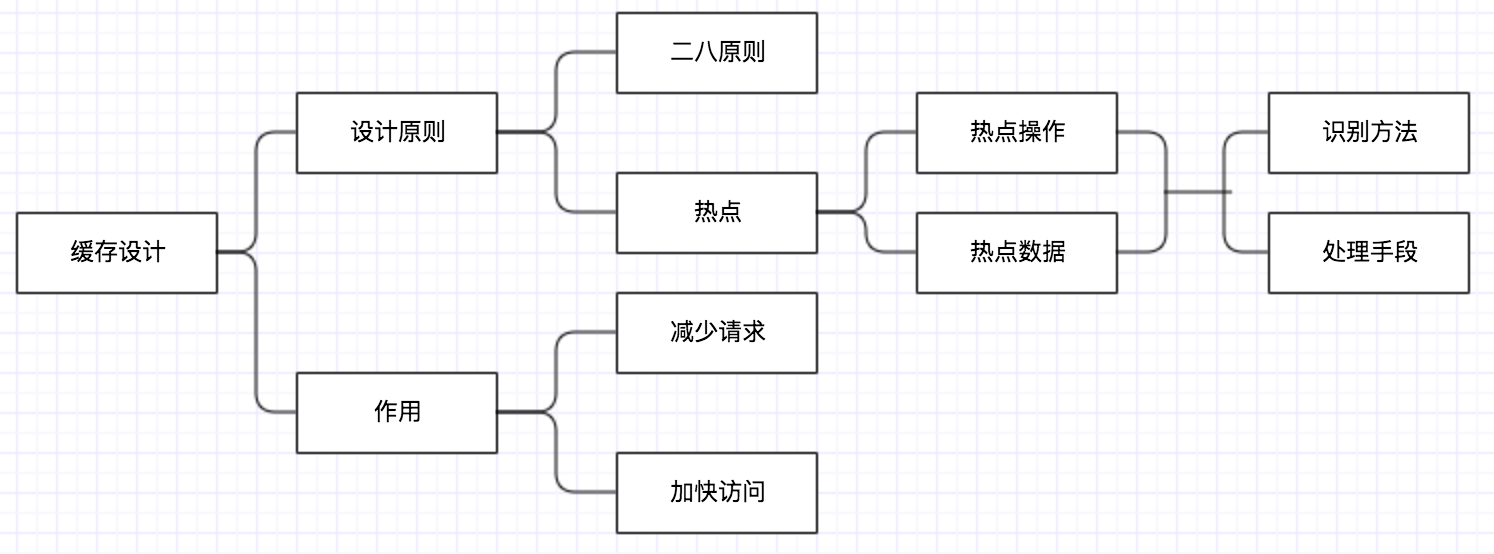 二八原则
设计原则
热点操作
识别方法
热点
缓存设计
热点数据
处理手段
减少请求
作用
加快访问